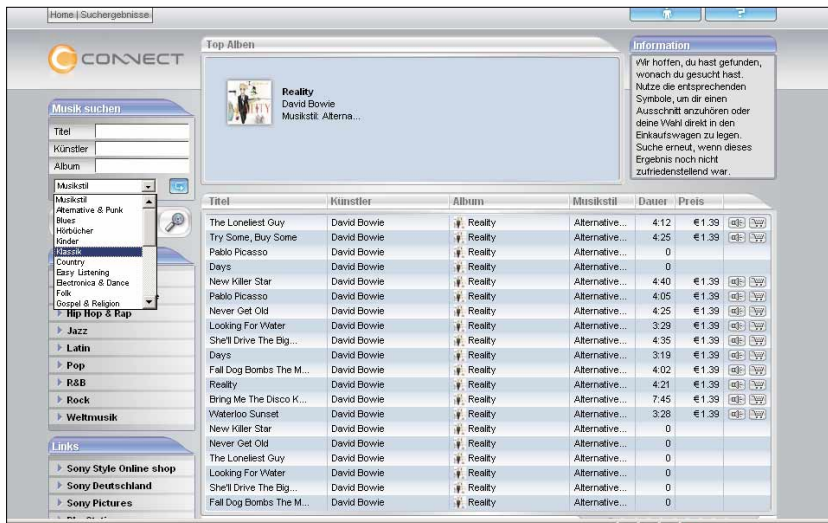 Home | Suchergebnisse
?
CONNECT
Top Alben
Reality
David Bowie
Musikstil: Alterna...
Information
Wir hoffen, du hast gefunden,
wonach du gesucht hast.
Nutze die entsprechenden
Symbole, um dir einen
Ausschnitt anzuhören oder
deine Wahl direkt in den
Einkaufswagen zu legen.
Suche erneut, wenn dieses
Ergebnis noch nicht
zufriedenstellend war.
Musik suchen
Titel
Künstler
Album
Musikstil
Musikstil
Alternative & Punk
Blues
Hörbücher
Kinder
Klassik
Country
Easy Listening
Electronica & Dance
Folk
Gospel & Religion
Hip Hop & Rap
Jazz
Latin
Pop
R&B
Rock
Weltmusik
Links
Sony Style Online shop
Sony Deutschland
Sony Pictures
Titel Künstler Album Musikstil Dauer Preis
The Loneliest Guy David Bowie Reality Alternative... 4:12 €1.39
Try Some, Buy Some David Bowie Reality Alternative... 4:25 €1.39
Pablo Picasso David Bowie Reality Alternative... 0
Days David Bowie Reality Alternative... 0
New Killer Star David Bowie Reality Alternative... 4:40 €1.39
Pablo Picasso David Bowie Reality Alternative... 4:05 €1.39
Never Get Old David Bowie Reality Alternative... 4:25 €1.39
Looking For Water David Bowie Reality Alternative... 3:29 €1.39
She'll Drive The Big... David Bowie Reality Alternative... 4:35 €1.39
Days David Bowie Reality Alternative... 3:19 €1.39
Fall Dog Bombs The M... David Bowie Reality Alternative... 4:02 €1.39
Reality David Bowie Reality Alternative... 4:21 €1.39
Bring Me The Disco K... David Bowie Reality Alternative... 7:45 €1.39
Waterloo Sunset David Bowie Reality Alternative... 3:28 €1.39
New Killer Star David Bowie Reality Alternative... 0
Never Get Old David Bowie Reality Alternative... 0
The Loneliest Guy David Bowie Reality Alternative... 0
Looking For Water David Bowie Reality Alternative... 0
She'll Drive The Big... David Bowie Reality Alternative... 0
Fall Dog Bombs The M... David Bowie Reality Alternative... 0